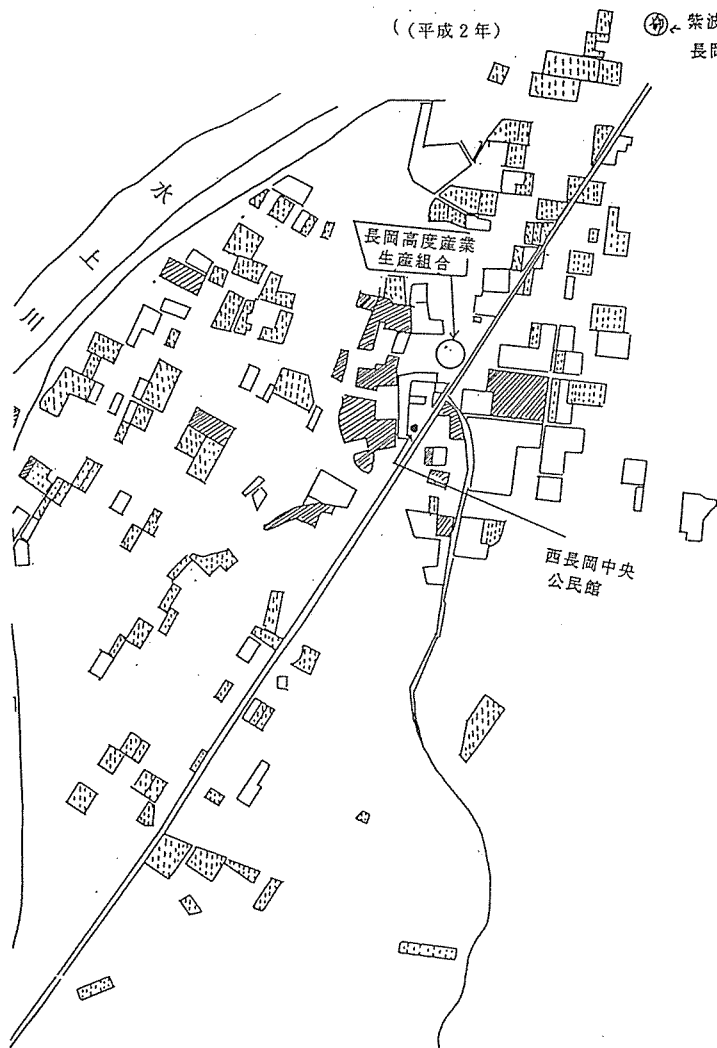 ((平成2年)
紫波
長岡
水上川
長岡高度産業
生産組合
西長岡中央
公民館